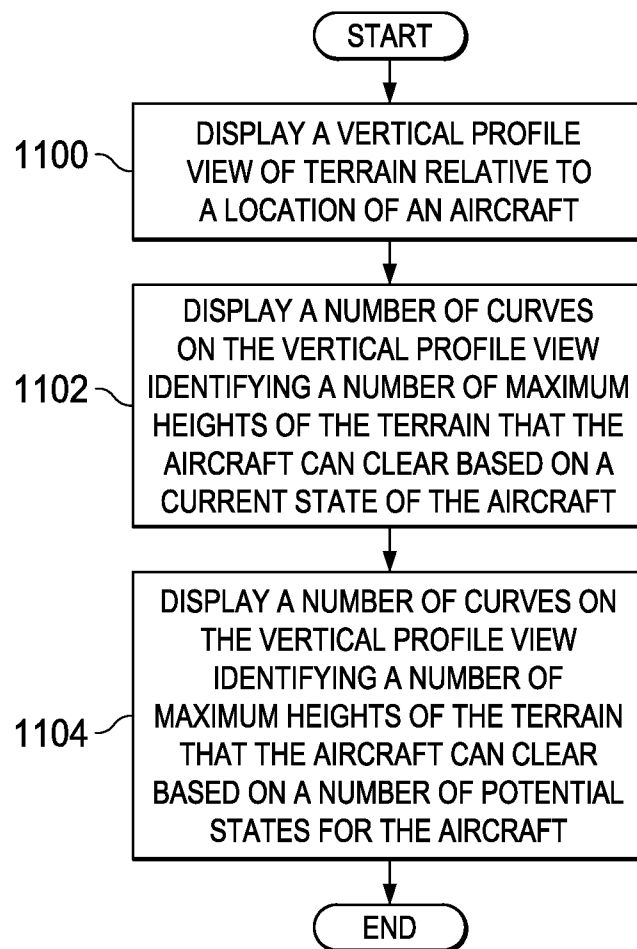 START
1100
DISPLAY A VERTICAL PROFILE
VIEW OF TERRAIN RELATIVE TO
A LOCATION OF AN AIRCRAFT
1102
DISPLAY A NUMBER OF CURVES
ON THE VERTICAL PROFILE VIEW
IDENTIFYING A NUMBER OF MAXIMUM
HEIGHTS OF THE TERRAIN THAT THE
AIRCRAFT CAN CLEAR BASED ON A
CURRENT STATE OF THE AIRCRAFT
1104
DISPLAY A NUMBER OF CURVES ON
THE VERTICAL PROFILE VIEW
IDENTIFYING A NUMBER OF
MAXIMUM HEIGHTS OF THE TERRAIN
THAT THE AIRCRAFT CAN CLEAR
BASED ON A NUMBER OF POTENTIAL
STATES FOR THE AIRCRAFT
END